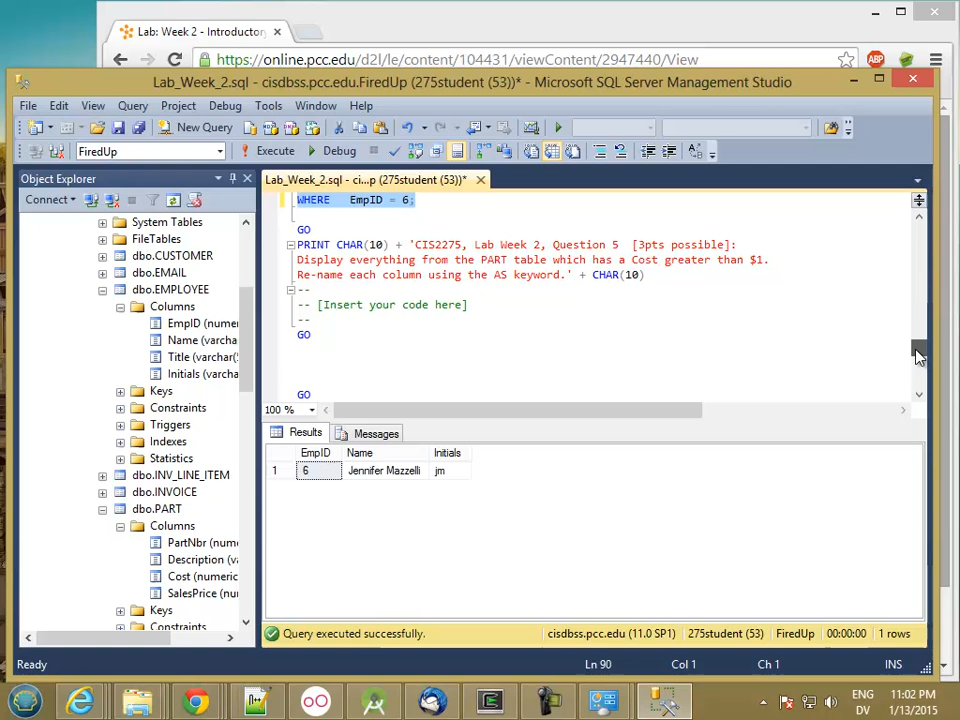 Lab: Week 2 - Introductory
https://online.pcc.edu/d2l/le/content/104431/viewContent/2947440/View
ABP
Lab_Week_2.sql - cisdbss.pcc.edu.FiredUp (275student (53))* - Microsoft SQL Server Management Studio
File Edit View Query Project Debug Tools Window Help
New Query
FiredUp Execute Debug
Object Explorer
Connect
System Tables
FileTables
dbo.CUSTOMER
dbo.EMAIL
dbo.EMPLOYEE
Columns
EmpID (numer
Name (varcha
Title (varchar(5
Initials (varcha
Keys
Constraints
Triggers
Indexes
Statistics
dbo.INV_LINE_ITEM
dbo.INVOICE
dbo.PART
Columns
PartNbr (nume
Description (va
Cost (numeric
SalesPrice (nu
Keys
Constraints
Lab_Week_2.sql - ci...p (275student (53))*
WHERE EmpID = 6;
GO
PRINT CHAR(10) + 'CIS2275, Lab Week 2, Question 5 [3pts possible]:
Display everything from the PART table which has a Cost greater than $1.
Re-name each column using the AS keyword.' + CHAR(10)
--
-- [Insert your code here]
--
GO
GO
100 %
Results Messages
EmpID Name Initials
1 6 Jennifer Mazzelli jm
Query executed successfully. cisdbss.pcc.edu (11.0 SP1) 275student (53) FiredUp 00:00:00 1 rows
Ready Ln 90 Col 1 Ch 1 INS
ENG 11:02 PM
DV 1/13/2015